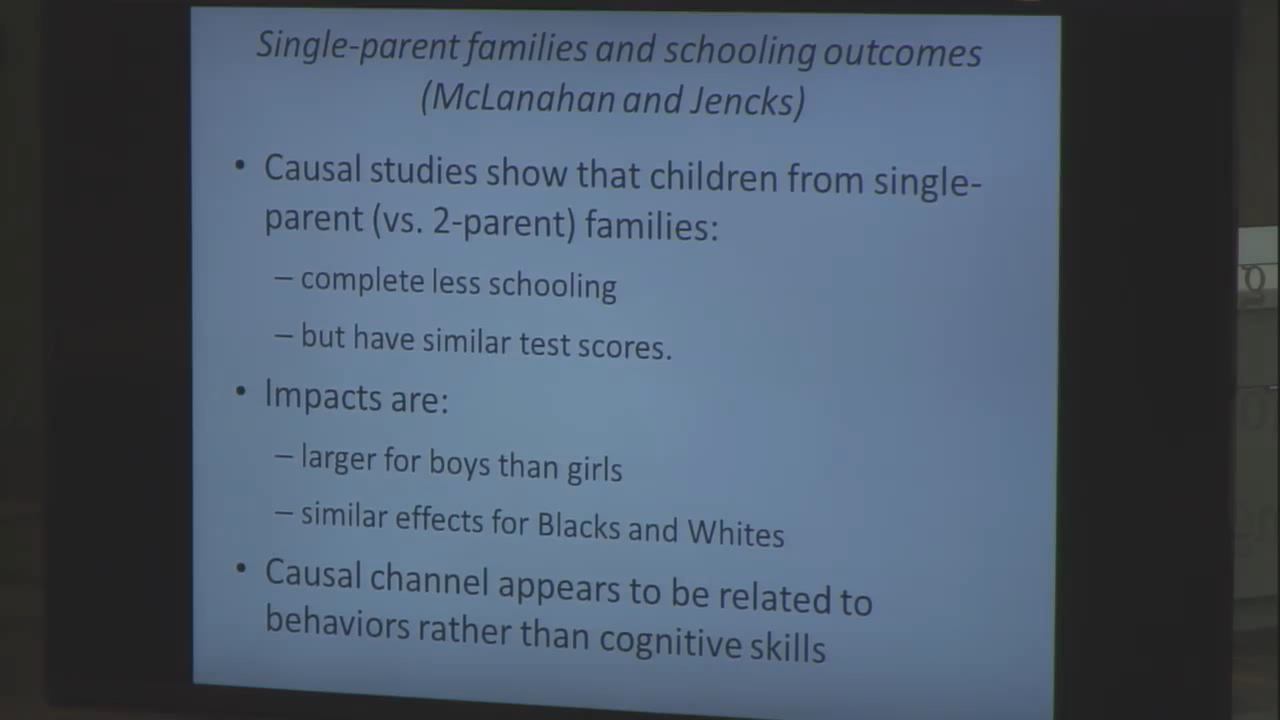 Single-parent families and schooling outcomes
(McLanahan and Jencks)
• Causal studies show that children from single-
parent (vs. 2-parent) families:
– complete less schooling
– but have similar test scores.
• Impacts are:
– larger for boys than girls
– similar effects for Blacks and Whites
• Causal channel appears to be related to
behaviors rather than cognitive skills